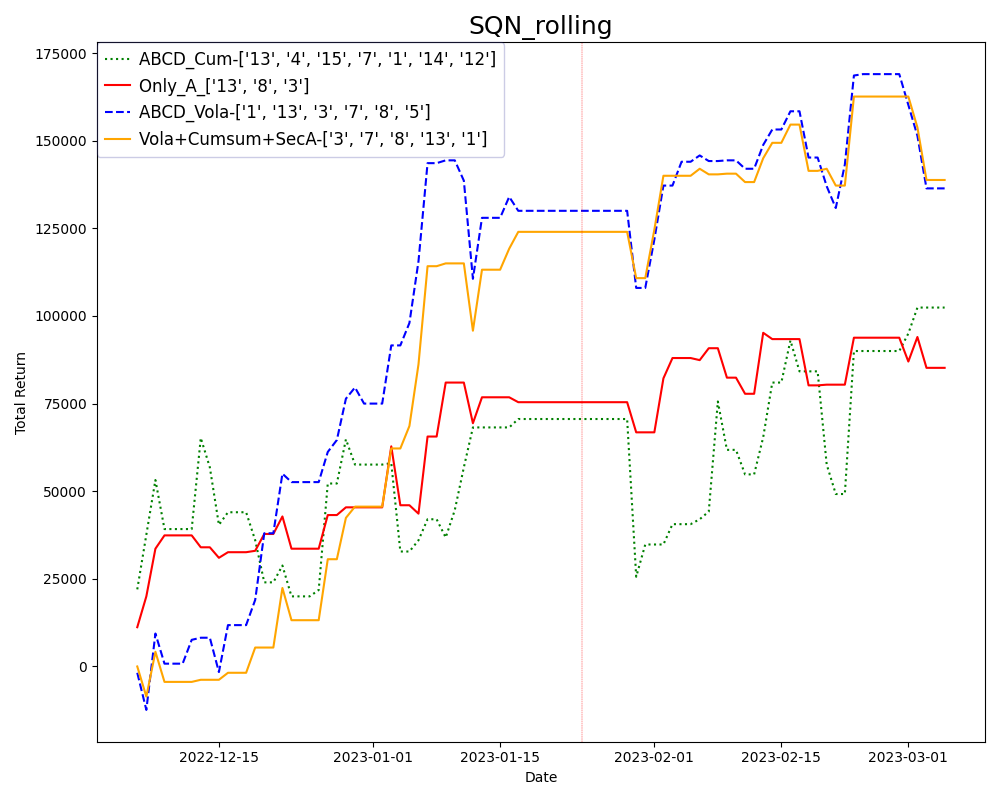 SQN_rolling
ABCD_Cum-['13', '4', '15', '7', '1', '14', '12']
Only_A_['13', '8', '3']
ABCD_Vola-['1', '13', '3', '7', '8', '5']
Vola+Cumsum+SecA-['3', '7', '8', '13', '1']
175000
150000
125000
100000
75000
50000
25000
0
Total Return
2022-12-15
2023-01-01
2023-01-15
2023-02-01
2023-02-15
2023-03-01
Date